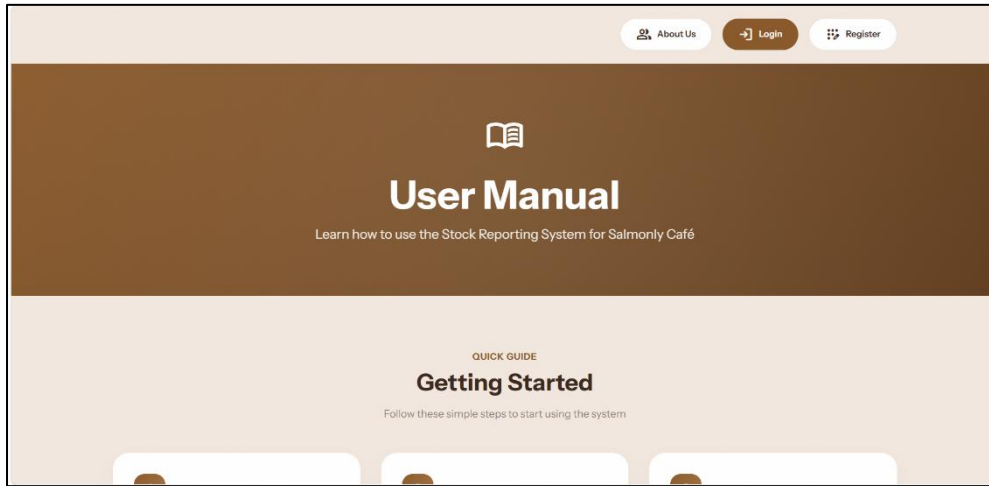 About Us
Login
Register
User Manual
Learn how to use the Stock Reporting System for Salmonly Café
QUICK GUIDE
Getting Started
Follow these simple steps to start using the system